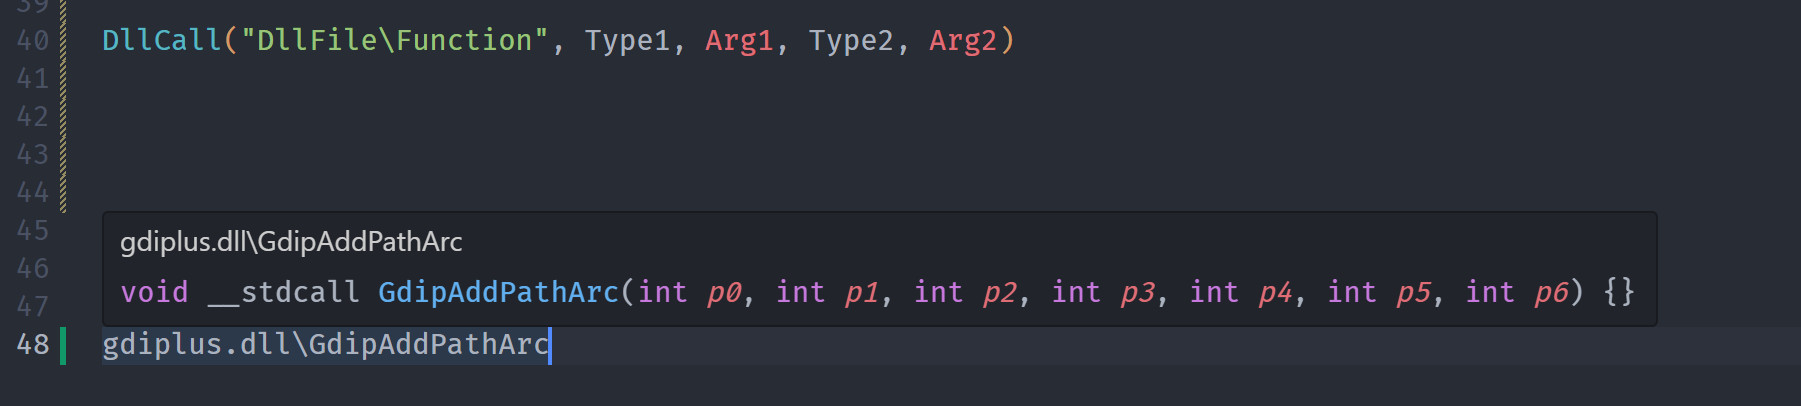 39
40 DllCall("DllFile\Function", Type1, Arg1, Type2, Arg2)
41
42
43
44
45
gdiplus.dll\GdipAddPathArc
46
void __stdcall GdipAddPathArc(int p0, int p1, int p2, int p3, int p4, int p5, int p6) {}
47
48 gdiplus.dll\GdipAddPathArc